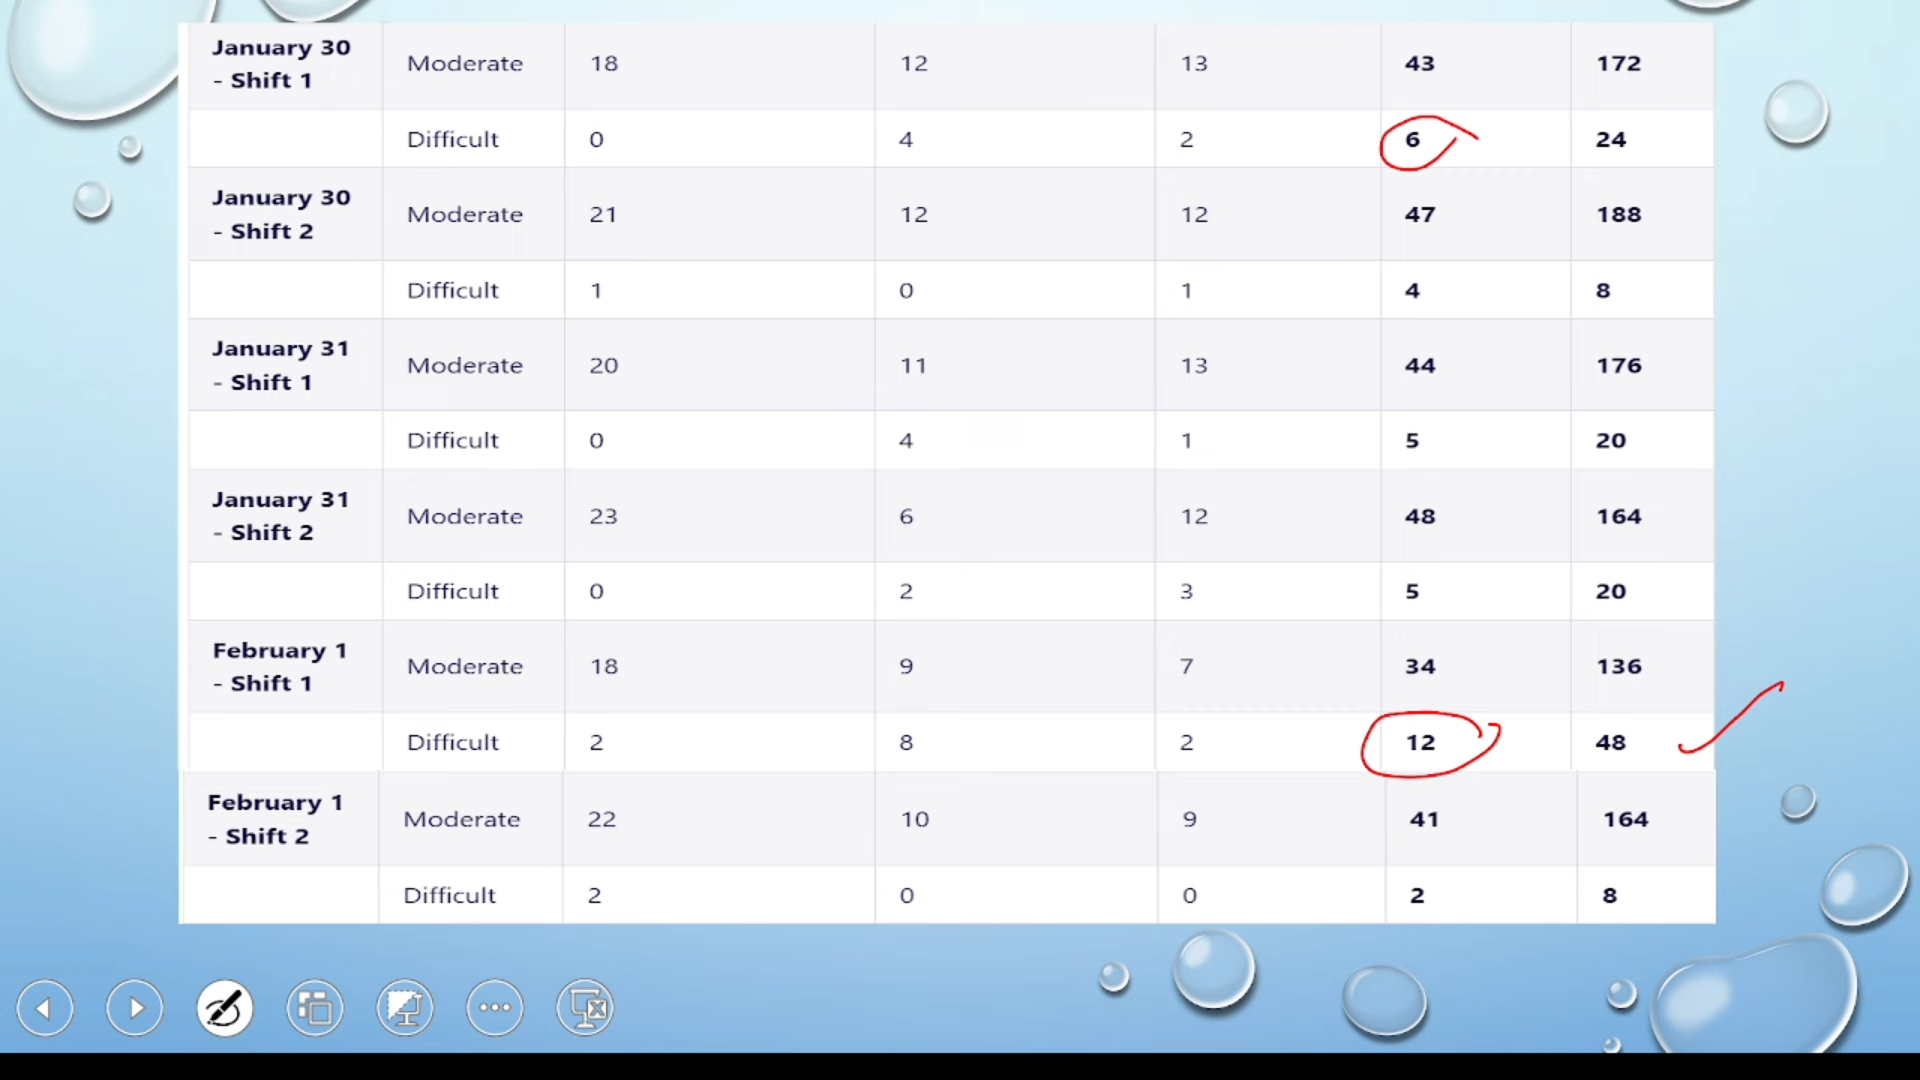 January 30 Moderate 18 12 13 43 172
- Shift 1
Difficult 0 4 2 6 24
January 30 Moderate 21 12 12 47 188
- Shift 2
Difficult 1 0 1 4 8
January 31 Moderate 20 11 13 44 176
- Shift 1
Difficult 0 4 1 5 20
January 31 Moderate 23 6 12 48 164
- Shift 2
Difficult 0 2 3 5 20
February 1 Moderate 18 9 7 34 136
- Shift 1
Difficult 2 8 2 12 48
February 1 Moderate 22 10 9 41 164
- Shift 2
Difficult 2 0 0 2 8